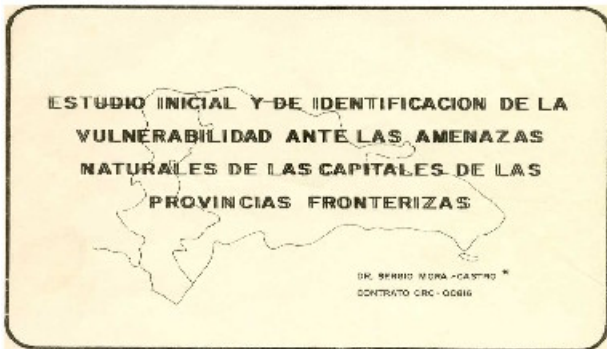 ESTUDIO INICIAL Y DE IDENTIFICACION DE LA
VULNERABILIDAD ANTE LAS AMENAZAS
NATURALES DE LAS CAPITALES DE LAS
PROVINCIAS FRONTERIZAS
DR. SERGIO MORA-CASTRO *
CONTRATO CRC-00616